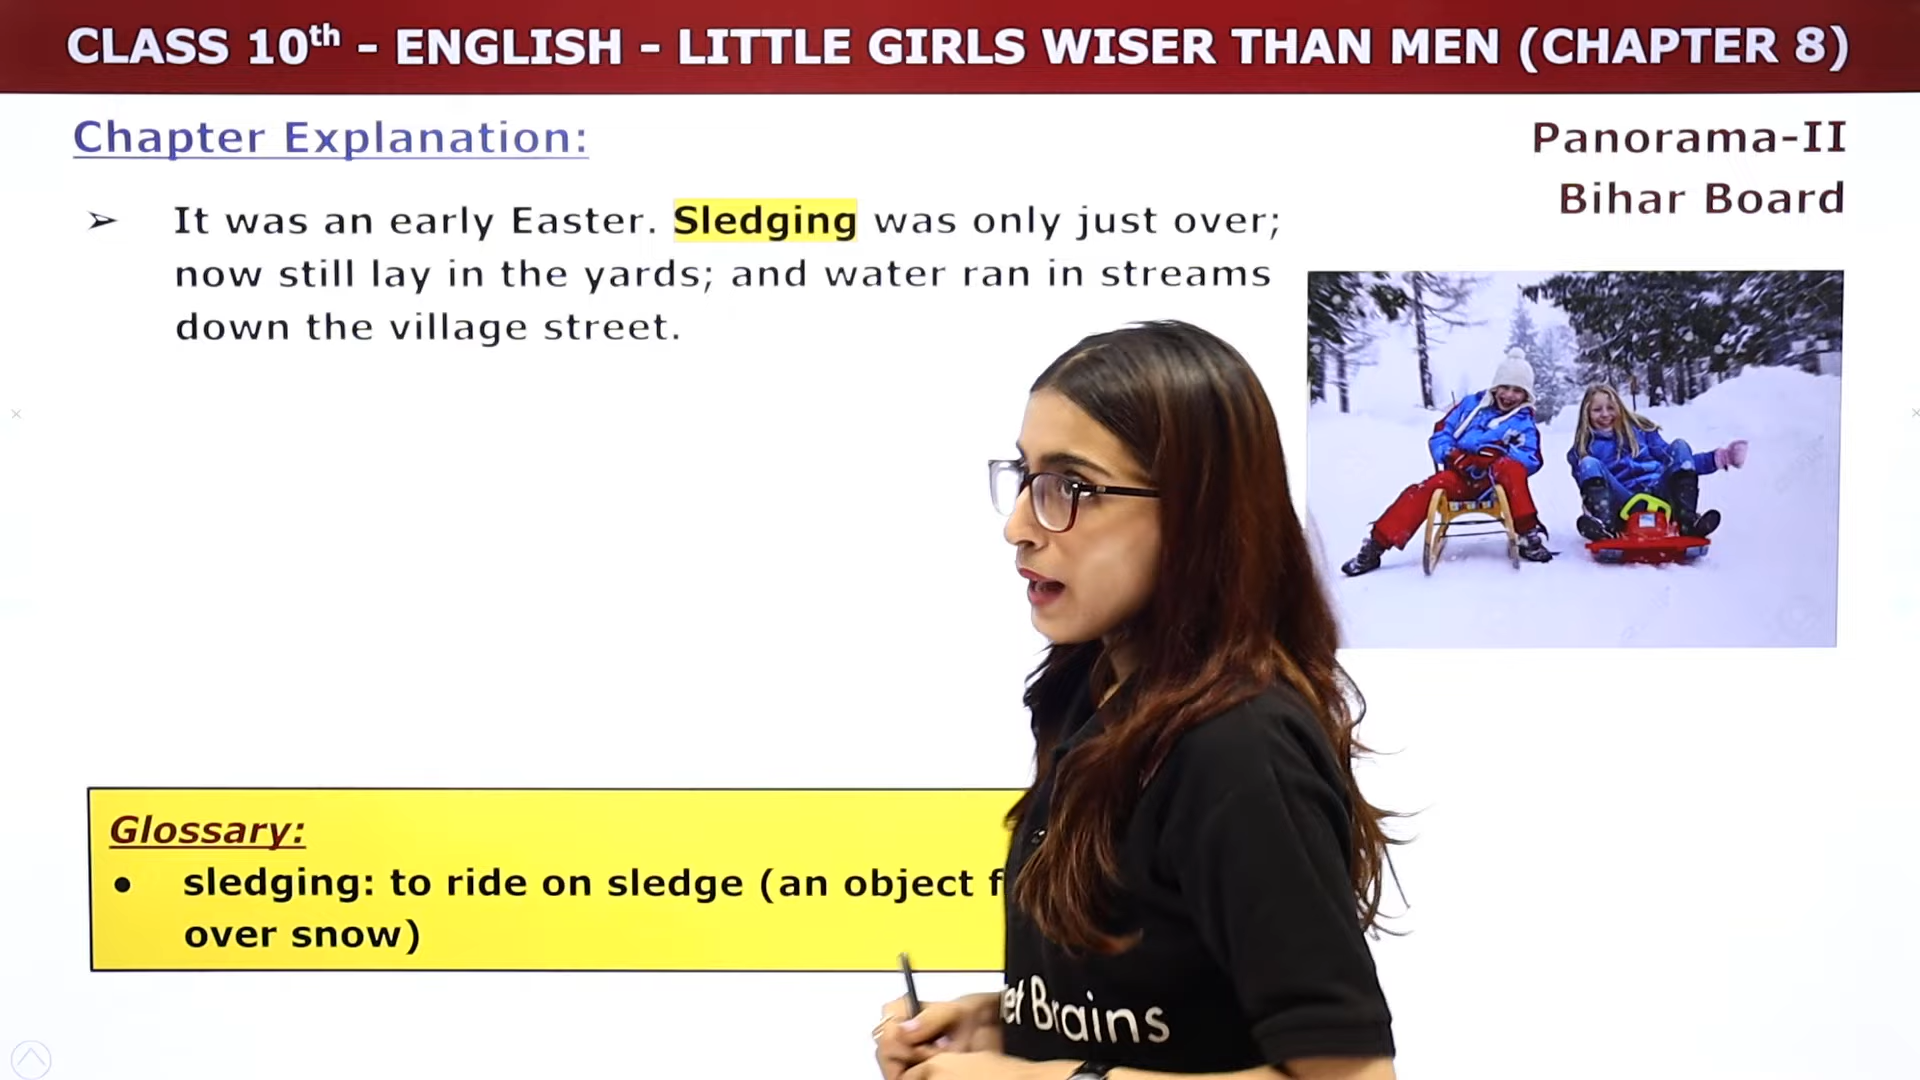 CLASS 10th - ENGLISH - LITTLE GIRLS WISER THAN MEN (CHAPTER 8)
Chapter Explanation:
Panorama-II
Bihar Board
➢ It was an early Easter. Sledging was only just over;
now still lay in the yards; and water ran in streams
down the village street.
Glossary:
● sledging: to ride on sledge (an object
over snow)
Brains